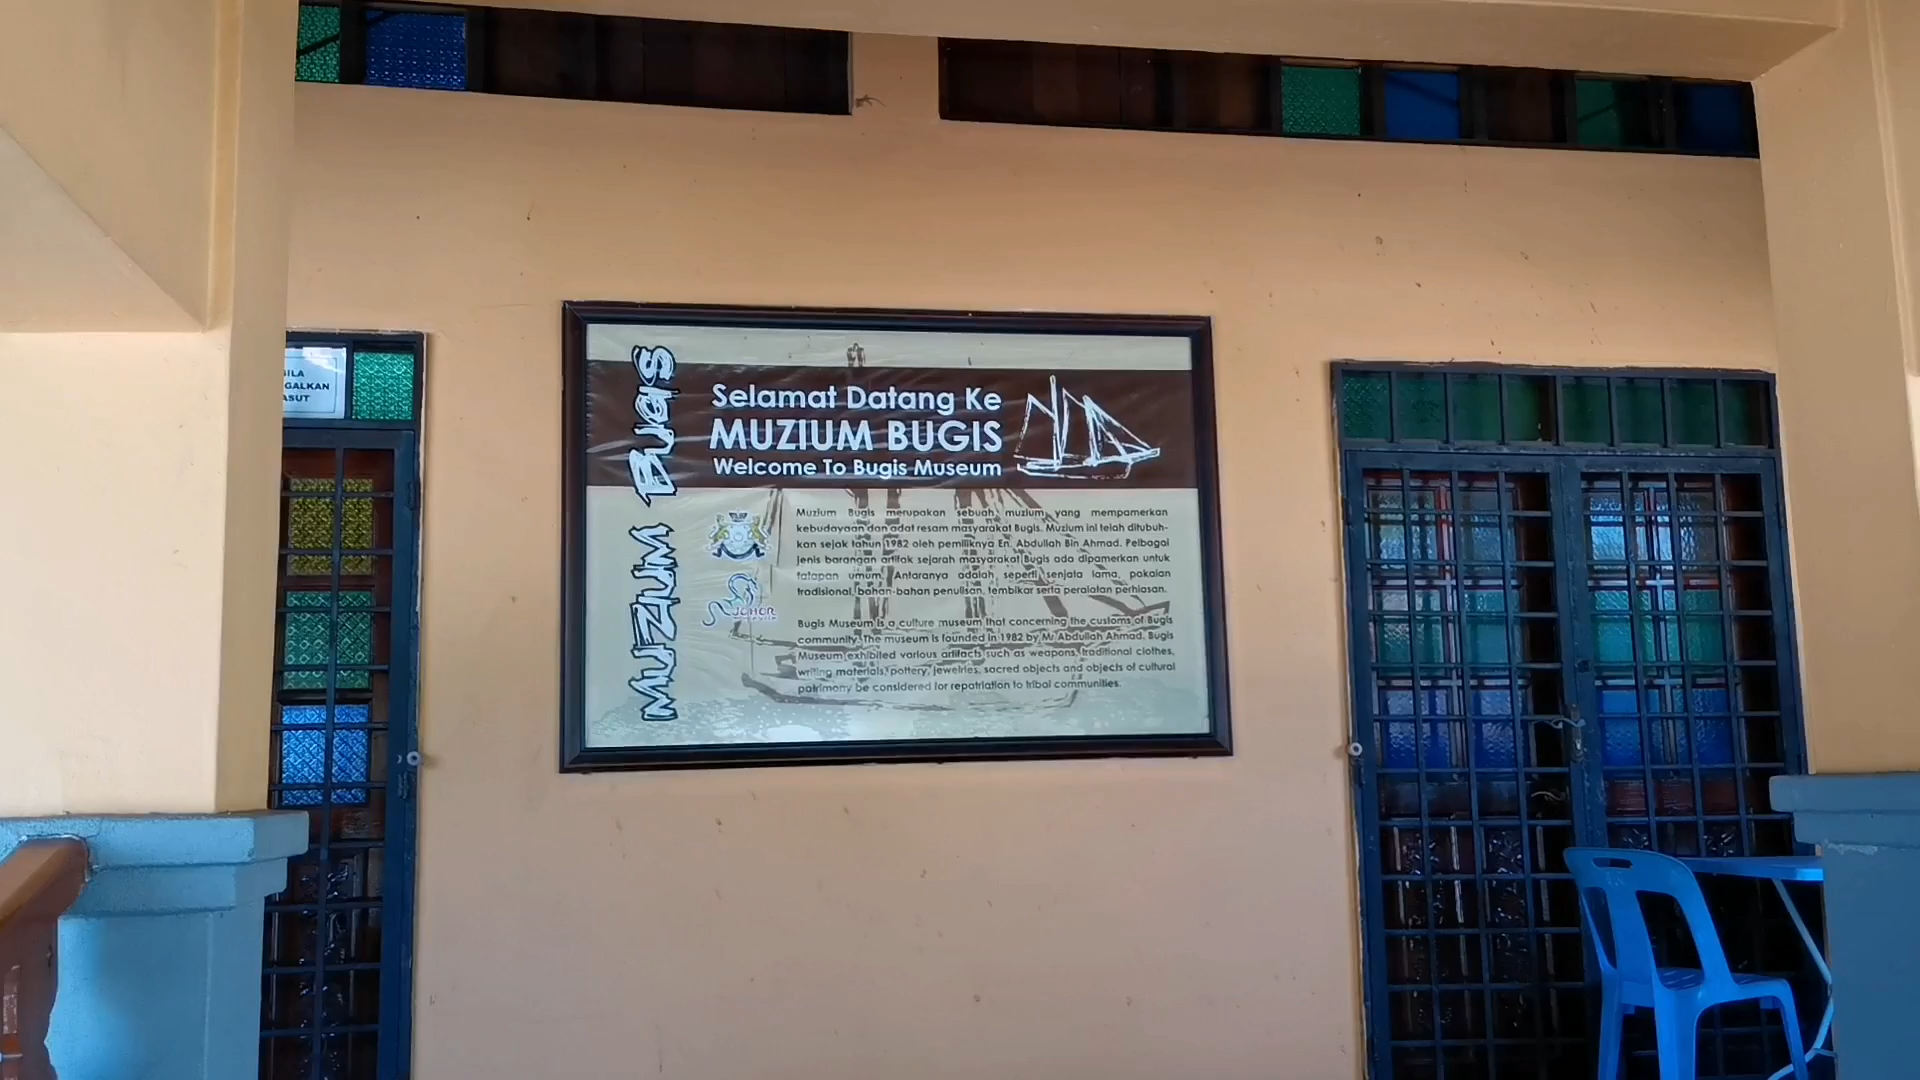 GILA
GALKAN
ASUT
MUZIUM BUGIS
Selamat Datang Ke
MUZIUM BUGIS
Welcome To Bugis Museum
Muzium Bugis merupakan sebuah muzium yang mempamerkan
kebudayaan dan adat resam masyarakat Bugis. Muzium ini telah ditubuh-
kan sejak tahun 1982 oleh pemiliknya En. Abdullah Bin Ahmad. Pelbagai
jenis barangan artifak sejarah masyarakat Bugis ada dipamerkan untuk
tatapan umum. Antaranya adalah seperti senjata lama, pakaian
tradisional, bahan-bahan penulisan, tembikar serta peralatan perhiasan.
Bugis Museum is a culture museum that concerning the customs of Bugis
community. The museum is founded in 1982 by Mr Abdullah Ahmad. Bugis
Museum exhibited various artifacts such as weapons, traditional clothes,
writing materials, pottery, jewelries, sacred objects and objects of cultural
patrimony be considered for repatriation to tribal communities.
JOHOR